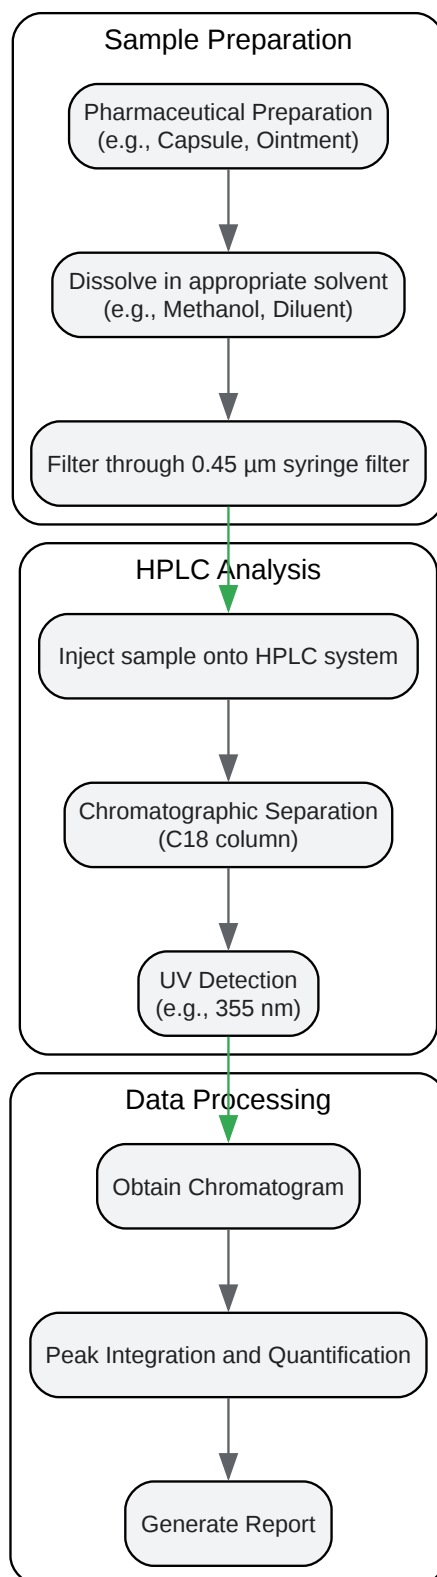 Sample Preparation
Pharmaceutical Preparation
(e.g., Capsule, Ointment)
Dissolve in appropriate solvent
(e.g., Methanol, Diluent)
Filter through 0.45 µm syringe filter
HPLC Analysis
Inject sample onto HPLC system
Chromatographic Separation
(C18 column)
UV Detection
(e.g., 355 nm)
Data Processing
Obtain Chromatogram
Peak Integration and Quantification
Generate Report